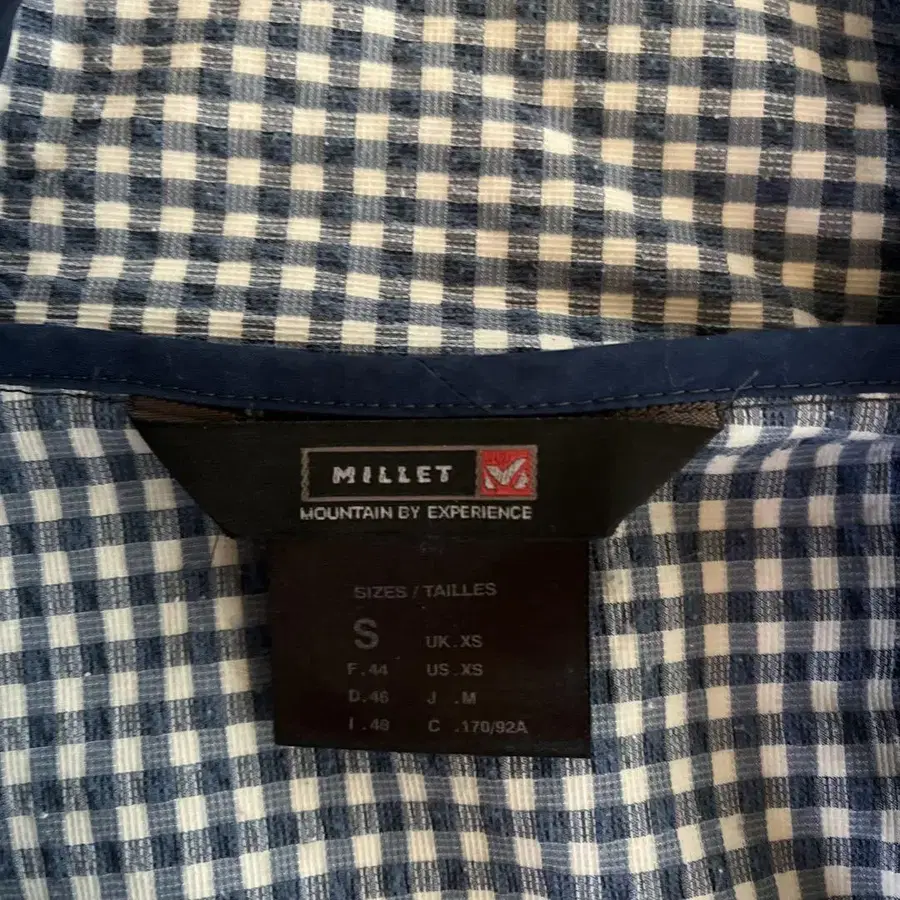 MILLET
MOUNTAIN BY EXPERIENCE
SIZES / TAILLES
S
UK . XS
F . 44
US . XS
D . 46
J . M
I . 48
C . 170/92A